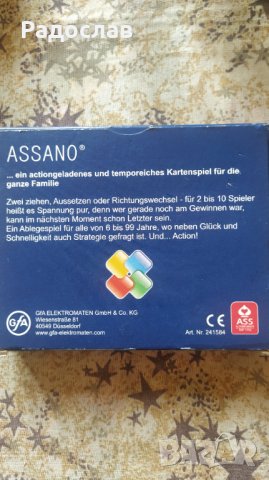 Радослав
ASSANO®
... ein actiongeladenes und temporeiches Kartenspiel für die
ganze Familie
Zwei ziehen, Aussetzen oder Richtungswechsel - für 2 bis 10 Spieler
heißt es Spannung pur, denn wer gerade noch am Gewinnen war,
kann im nächsten Moment schon Letzter sein.
Ein Ablegespiel für alle von 6 bis 99 Jahre, wo neben Glück und
Schnelligkeit auch Strategie gefragt ist. Und... Action!
GfA
GfA ELEKTROMATEN GmbH & Co. KG
Wiesenstraße 81
40549 Düsseldorf
www.gfa-elektromaten.com
CE
Art. Nr. 241584
ASS
ALTENBURGER
BAZAR